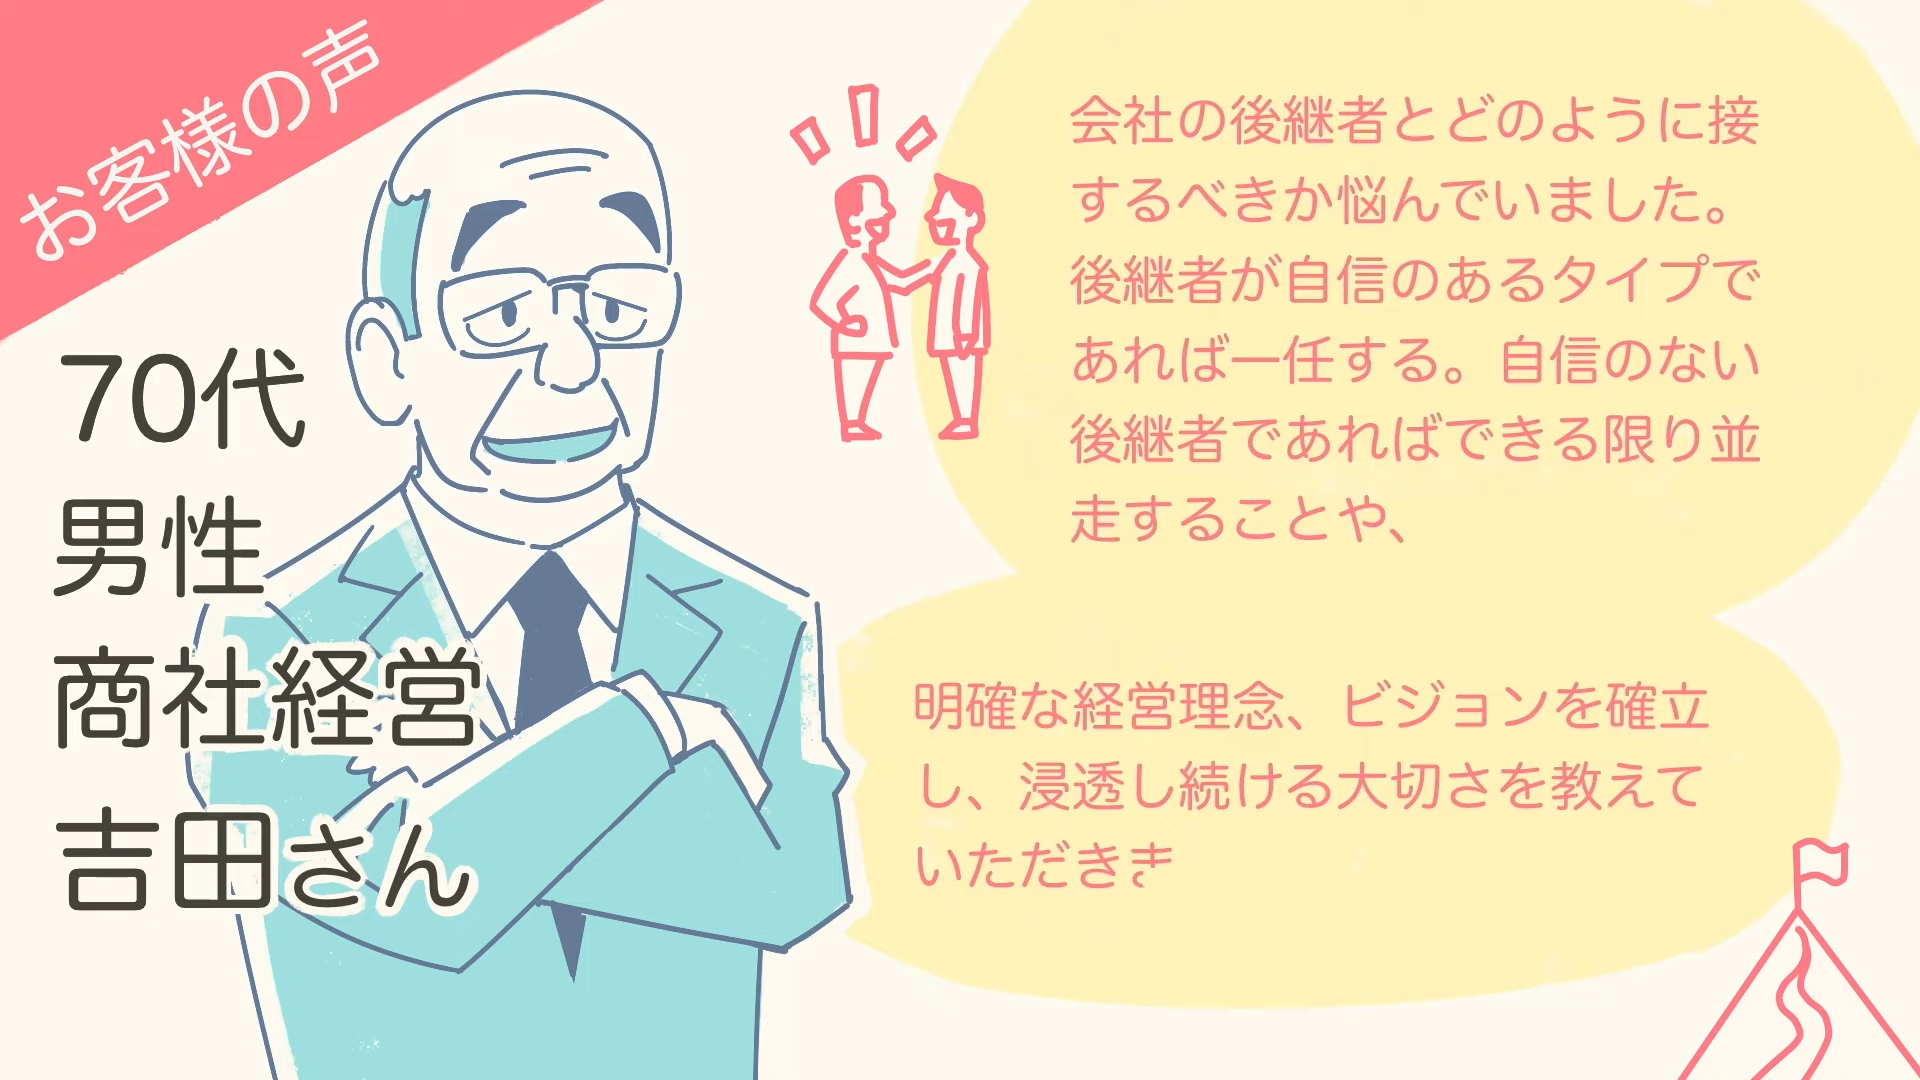 お客様の声
70代
男性
商社経営
吉田さん
会社の後継者とどのように接
するべきか悩んでいました。
後継者が自信のあるタイプで
あれば一任する。自信のない
後継者であればできる限り並
走することや、
明確な経営理念、ビジョンを確立
し、浸透し続ける大切さを教えて
いただきき